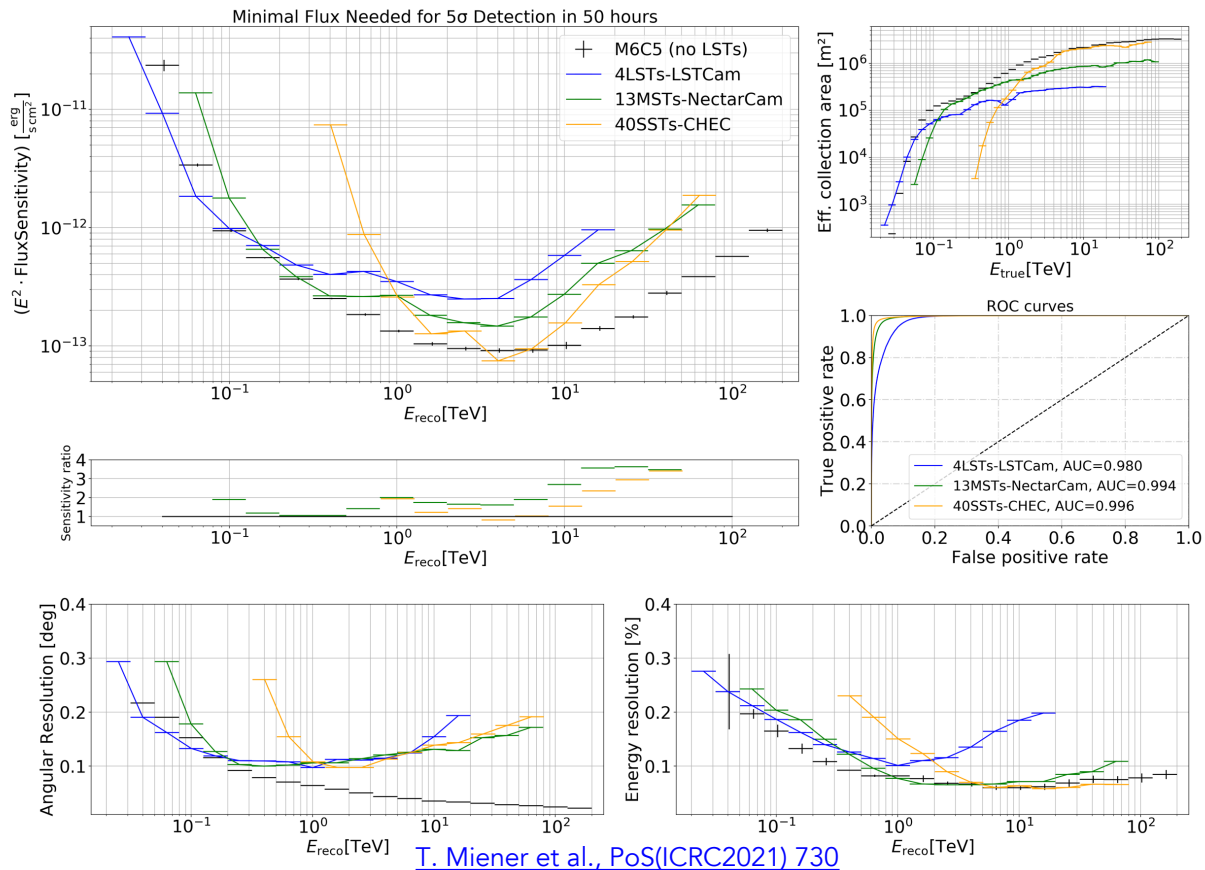 Minimal Flux Needed for 5σ Detection in 50 hours
(E² · FluxSensitivity) [erg/(s cm²)]
10⁻¹¹
10⁻¹²
10⁻¹³
M6C5 (no LSTs)
4LSTs-LSTCam
13MSTs-NectarCam
40SSTs-CHEC
10⁻¹ 10⁰ 10¹ 10²
E_reco[TeV]
Eff. collection area [m²]
10⁶
10⁵
10⁴
10³
10⁻¹ 10⁰ 10¹ 10²
E_true[TeV]
Sensitivity ratio
4
3
2
1
10⁻¹ 10⁰ 10¹ 10²
E_reco[TeV]
ROC curves
True positive rate
1.0
0.8
0.6
0.4
0.2
0.0
4LSTs-LSTCam, AUC=0.980
13MSTs-NectarCam, AUC=0.994
40SSTs-CHEC, AUC=0.996
0.0 0.2 0.4 0.6 0.8 1.0
False positive rate
Angular Resolution [deg]
0.4
0.3
0.2
0.1
10⁻¹ 10⁰ 10¹ 10²
E_reco[TeV]
Energy resolution [%]
0.4
0.3
0.2
0.1
10⁻¹ 10⁰ 10¹ 10²
E_reco[TeV]
T. Miener et al., PoS(ICRC2021) 730